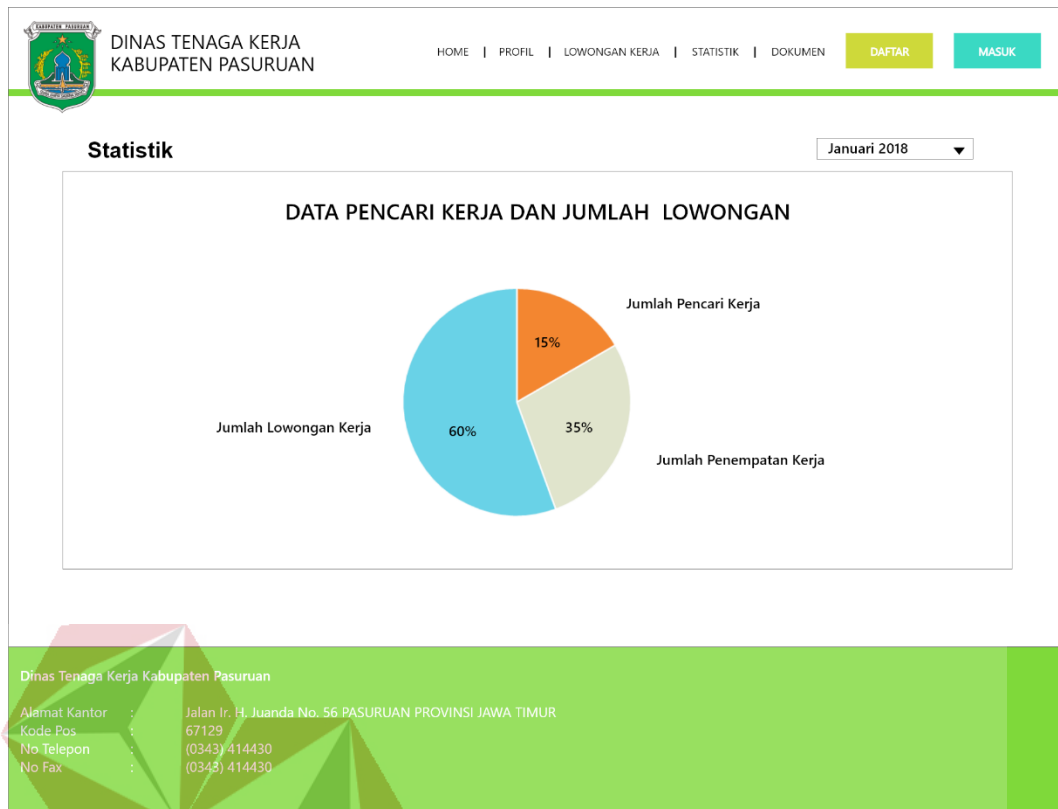 KABUPATEN PASURUAN
DINAS TENAGA KERJA
KABUPATEN PASURUAN
HOME | PROFIL | LOWONGAN KERJA | STATISTIK | DOKUMEN DAFTAR MASUK
Statistik
Januari 2018
DATA PENCARI KERJA DAN JUMLAH LOWONGAN
Jumlah Pencari Kerja
15%
Jumlah Lowongan Kerja
60%
35%
Jumlah Penempatan Kerja
Dinas Tenaga Kerja Kabupaten Pasuruan
Alamat Kantor : Jalan Ir. H. Juanda No. 56 PASURUAN PROVINSI JAWA TIMUR
Kode Pos : 67129
No Telepon : (0343) 414430
No Fax : (0343) 414430